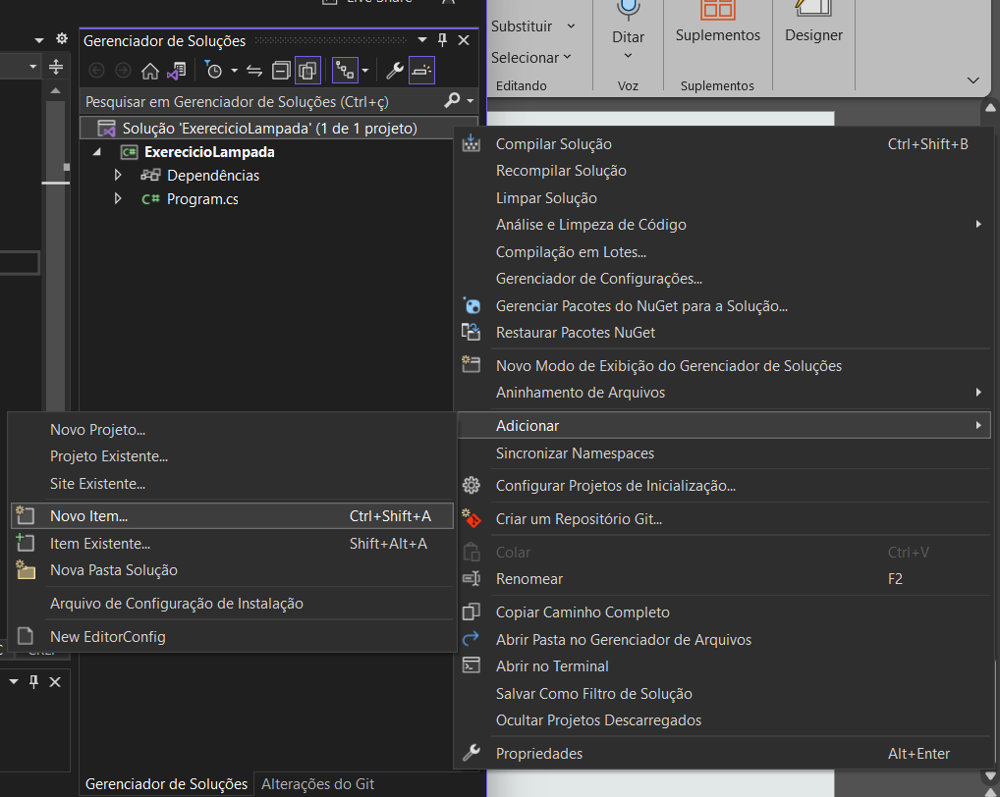 Live Share
Gerenciador de Soluções
Pesquisar em Gerenciador de Soluções (Ctrl+ç)
Solução 'ExerecicioLampada' (1 de 1 projeto)
C# ExerecicioLampada
Dependências
C# Program.cs
Substituir
Selecionar
Editando
Ditar
Voz
Suplementos
Suplementos
Designer
Compilar Solução Ctrl+Shift+B
Recompilar Solução
Limpar Solução
Análise e Limpeza de Código
Compilação em Lotes...
Gerenciador de Configurações...
Gerenciar Pacotes do NuGet para a Solução...
Restaurar Pacotes NuGet
Novo Modo de Exibição do Gerenciador de Soluções
Aninhamento de Arquivos
Adicionar
Sincronizar Namespaces
Configurar Projetos de Inicialização...
Criar um Repositório Git...
Colar Ctrl+V
Renomear F2
Copiar Caminho Completo
Abrir Pasta no Gerenciador de Arquivos
Abrir no Terminal
Salvar Como Filtro de Solução
Ocultar Projetos Descarregados
Propriedades Alt+Enter
Novo Projeto...
Projeto Existente...
Site Existente...
Novo Item... Ctrl+Shift+A
Item Existente... Shift+Alt+A
Nova Pasta Solução
Arquivo de Configuração de Instalação
New EditorConfig
Gerenciador de Soluções
Alterações do Git